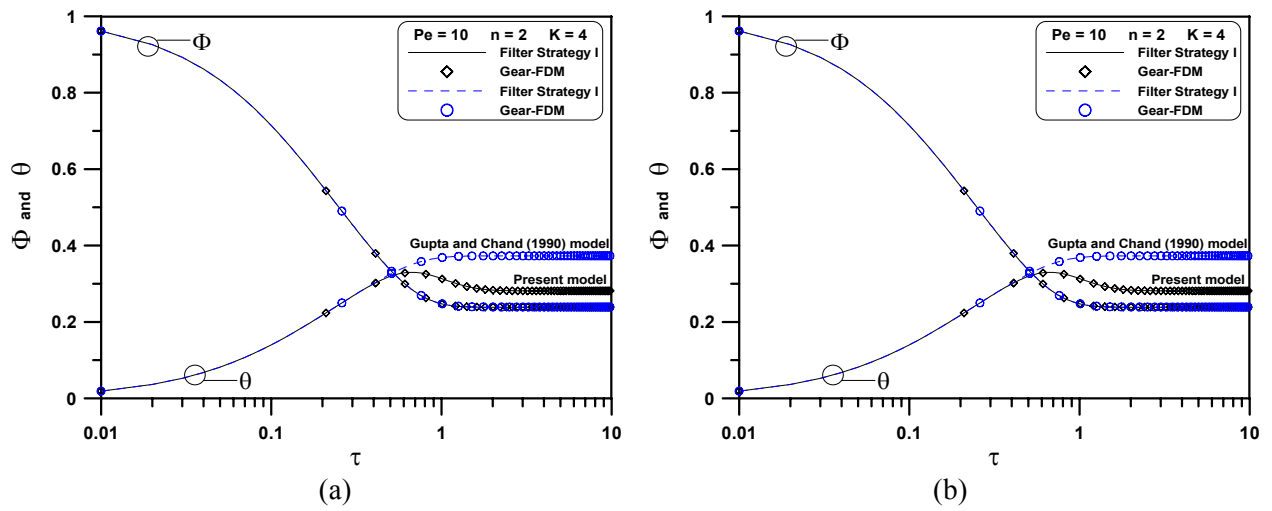 1
0.8
0.6
0.4
0.2
0
Φ and θ
Φ
Pe = 10 n = 2 K = 4
Filter Strategy I
Gear-FDM
Filter Strategy I
Gear-FDM
Gupta and Chand (1990) model
Present model
θ
0.01 0.1 1 10
τ
(a)
1
0.8
0.6
0.4
0.2
0
Φ and θ
Φ
Pe = 10 n = 2 K = 4
Filter Strategy I
Gear-FDM
Filter Strategy I
Gear-FDM
Gupta and Chand (1990) model
Present model
θ
0.01 0.1 1 10
τ
(b)